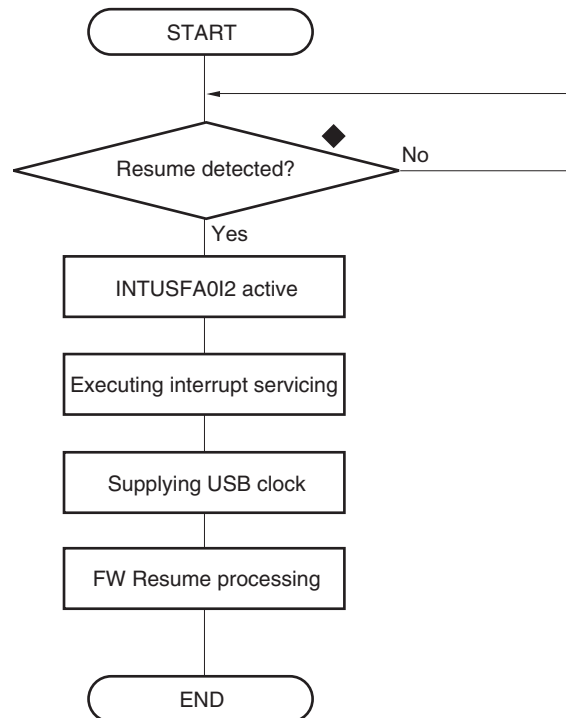 START
Resume detected?
No
Yes
INTUSFA0I2 active
Executing interrupt servicing
Supplying USB clock
FW Resume processing
END